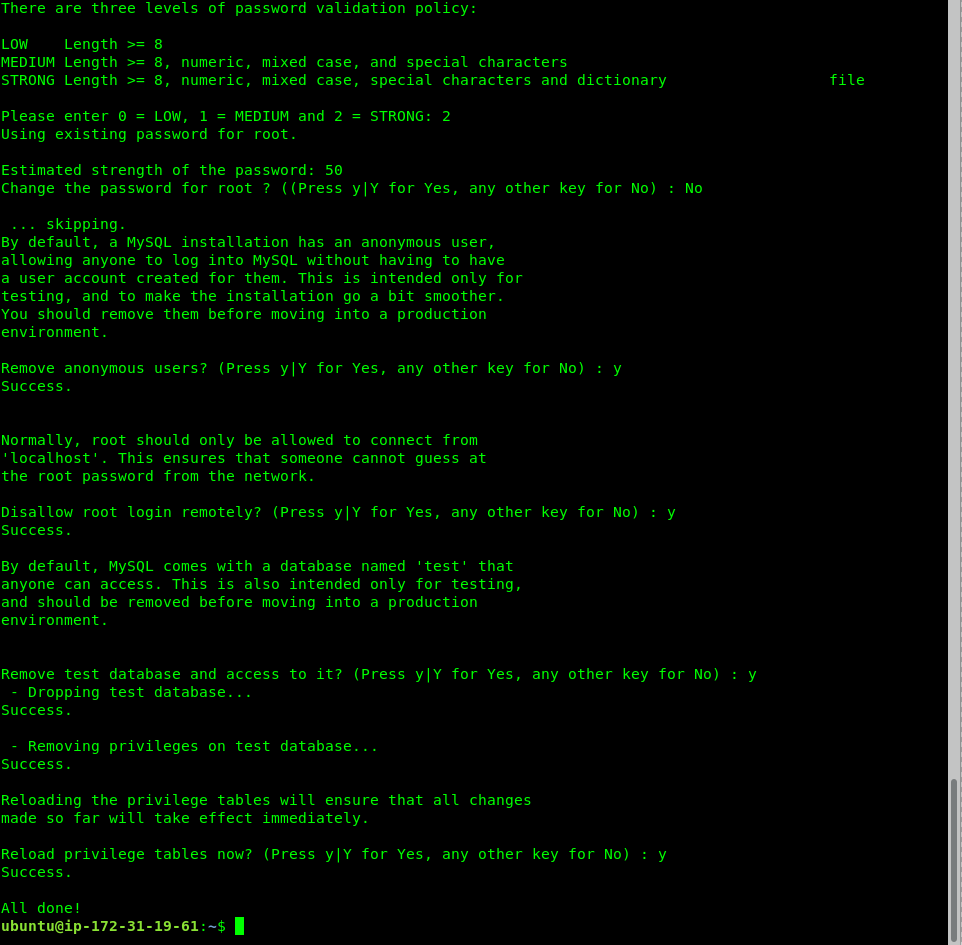 There are three levels of password validation policy:
LOW    Length >= 8
MEDIUM Length >= 8, numeric, mixed case, and special characters
STRONG Length >= 8, numeric, mixed case, special characters and dictionary                  file
Please enter 0 = LOW, 1 = MEDIUM and 2 = STRONG: 2
Using existing password for root.
Estimated strength of the password: 50
Change the password for root ? ((Press y|Y for Yes, any other key for No) : No
 ... skipping.
By default, a MySQL installation has an anonymous user,
allowing anyone to log into MySQL without having to have
a user account created for them. This is intended only for
testing, and to make the installation go a bit smoother.
You should remove them before moving into a production
environment.
Remove anonymous users? (Press y|Y for Yes, any other key for No) : y
Success.
Normally, root should only be allowed to connect from
'localhost'. This ensures that someone cannot guess at
the root password from the network.
Disallow root login remotely? (Press y|Y for Yes, any other key for No) : y
Success.
By default, MySQL comes with a database named 'test' that
anyone can access. This is also intended only for testing,
and should be removed before moving into a production
environment.
Remove test database and access to it? (Press y|Y for Yes, any other key for No) : y
 - Dropping test database...
Success.
 - Removing privileges on test database...
Success.
Reloading the privilege tables will ensure that all changes
made so far will take effect immediately.
Reload privilege tables now? (Press y|Y for Yes, any other key for No) : y
Success.
All done!
ubuntu@ip-172-31-19-61:~$